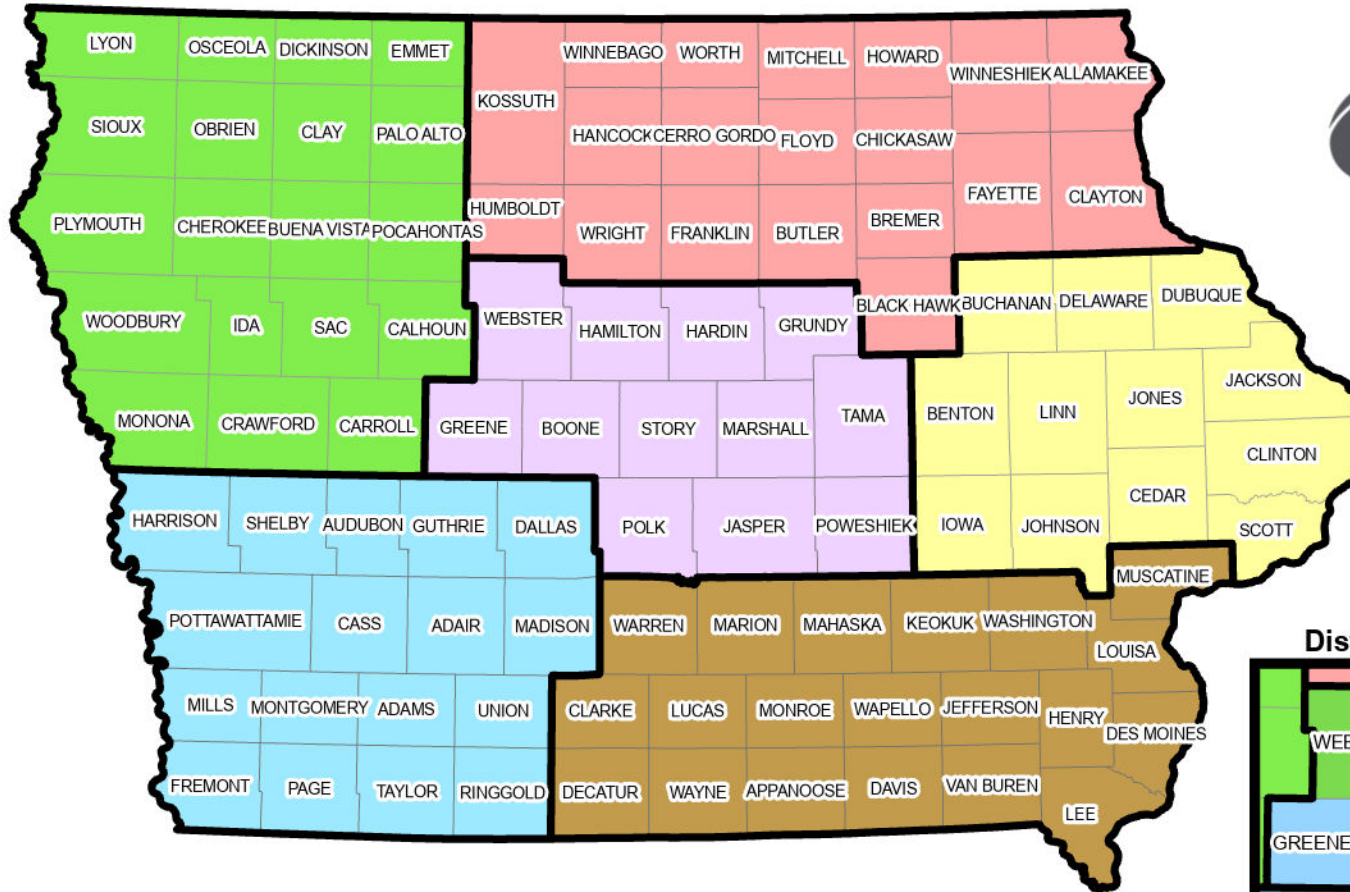 LYON OSCEOLA DICKINSON EMMET WINNEBAGO WORTH MITCHELL HOWARD WINNESHIEK ALLAMAKEE
KOSSUTH
SIOUX OBRIEN CLAY PALO ALTO HANCOCK CERRO GORDO FLOYD CHICKASAW
PLYMOUTH CHEROKEE BUENA VISTA POCAHONTAS HUMBOLDT WRIGHT FRANKLIN BUTLER BREMER FAYETTE CLAYTON
WOODBURY IDA SAC CALHOUN WEBSTER HAMILTON HARDIN GRUNDY BLACK HAWK BUCHANAN DELAWARE DUBUQUE
MONONA CRAWFORD CARROLL GREENE BOONE STORY MARSHALL TAMA BENTON LINN JONES JACKSON
CLINTON
HARRISON SHELBY AUDUBON GUTHRIE DALLAS POLK JASPER POWESHIEK IOWA JOHNSON CEDAR SCOTT
MUSCATINE
POTTAWATTAMIE CASS ADAIR MADISON WARREN MARION MAHASKA KEOKUK WASHINGTON LOUISA
Dis
MILLS MONTGOMERY ADAMS UNION CLARKE LUCAS MONROE WAPELLO JEFFERSON HENRY DES MOINES
WEB
FREMONT PAGE TAYLOR RINGGOLD DECATUR WAYNE APPANOOSE DAVIS VAN BUREN LEE
GREENE